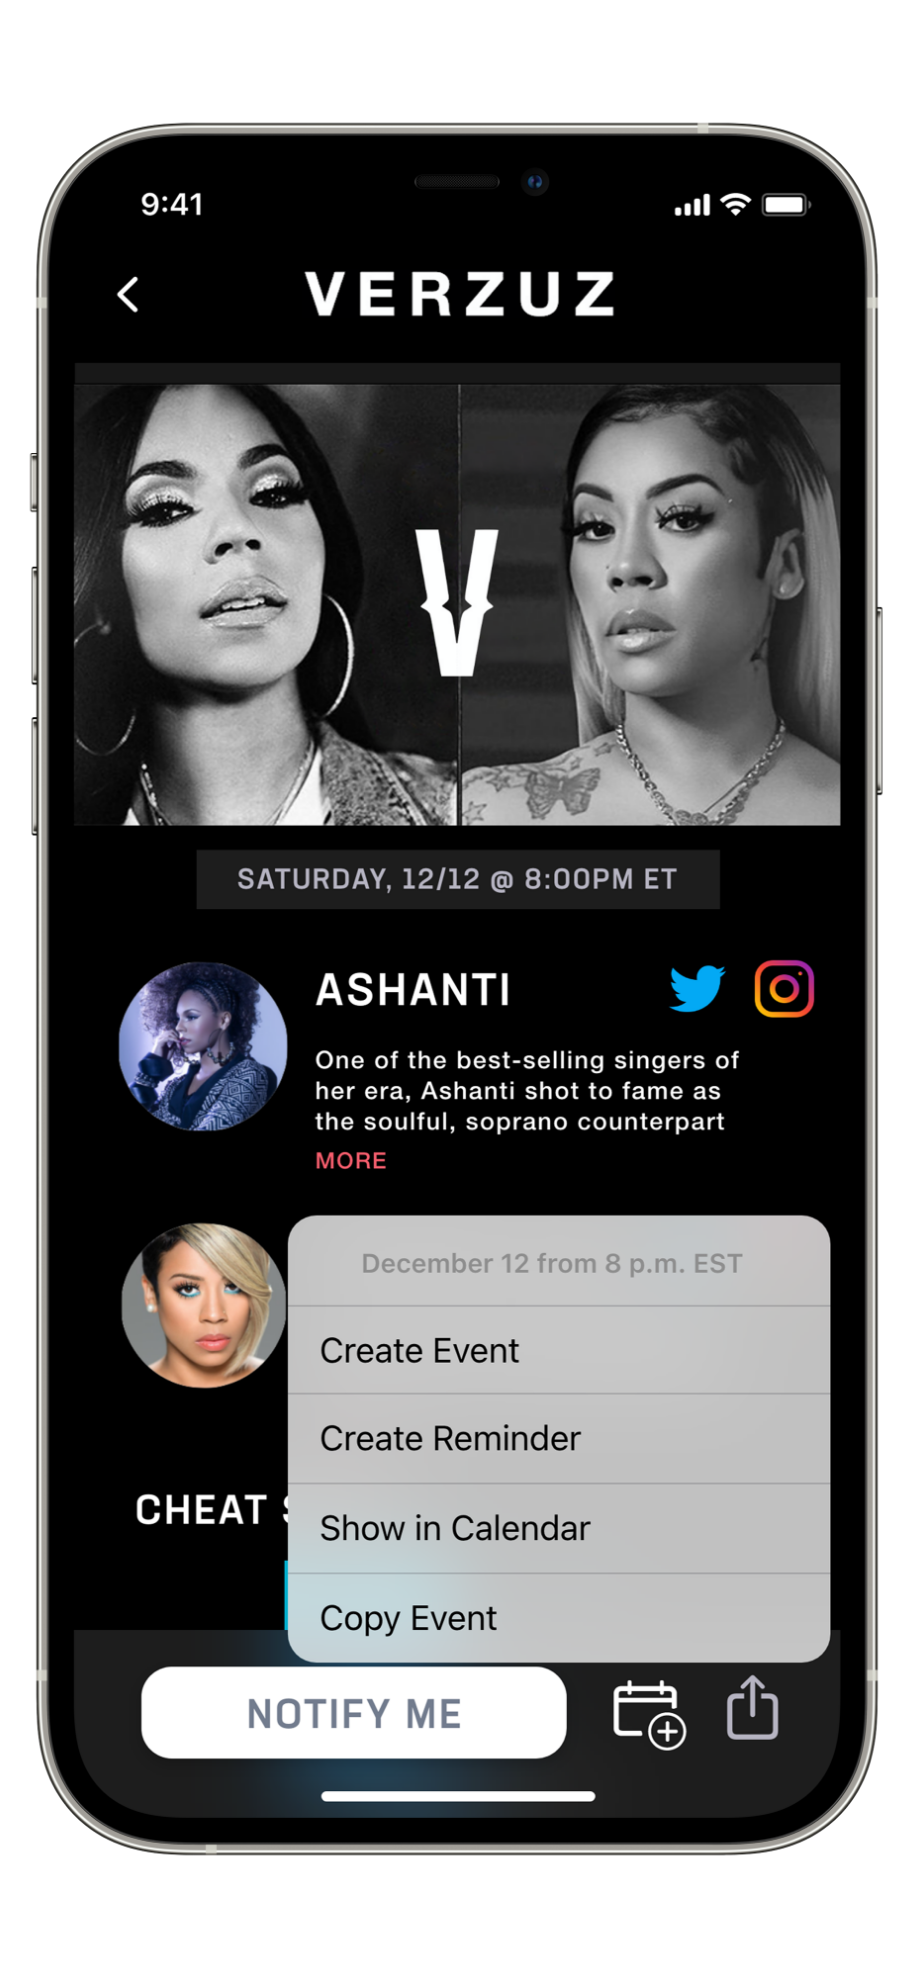 9:41
VERZUZ
V
SATURDAY, 12/12 @ 8:00PM ET
ASHANTI
One of the best-selling singers of
her era, Ashanti shot to fame as
the soulful, soprano counterpart
MORE
December 12 from 8 p.m. EST
Create Event
Create Reminder
Show in Calendar
Copy Event
CHEAT
NOTIFY ME